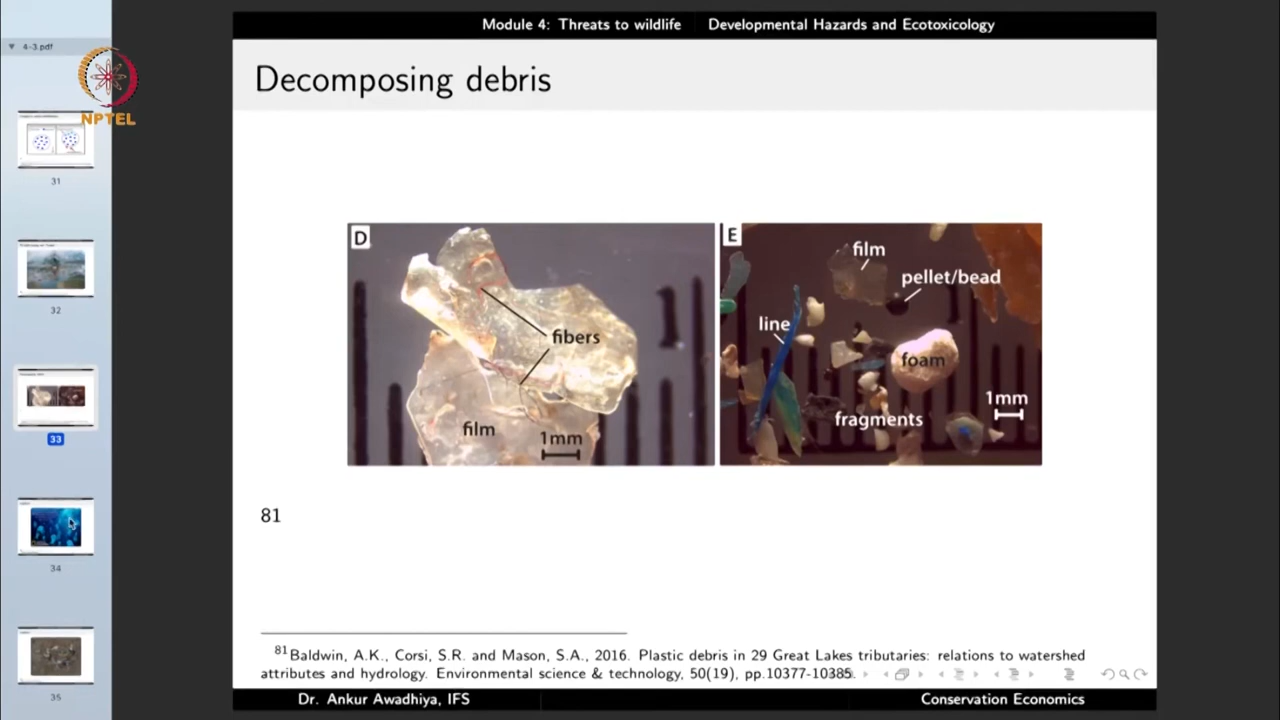 Module 4: Threats to wildlife Developmental Hazards and Ecotoxicology
4-3.pdf
NPTEL
Decomposing debris
31
32
33
34
35
D
fibers
film
1mm
E
film
pellet/bead
line
foam
1mm
fragments
81
81Baldwin, A.K., Corsi, S.R. and Mason, S.A., 2016. Plastic debris in 29 Great Lakes tributaries: relations to watershed
attributes and hydrology. Environmental science & technology, 50(19), pp.10377-10385.
Dr. Ankur Awadhiya, IFS Conservation Economics